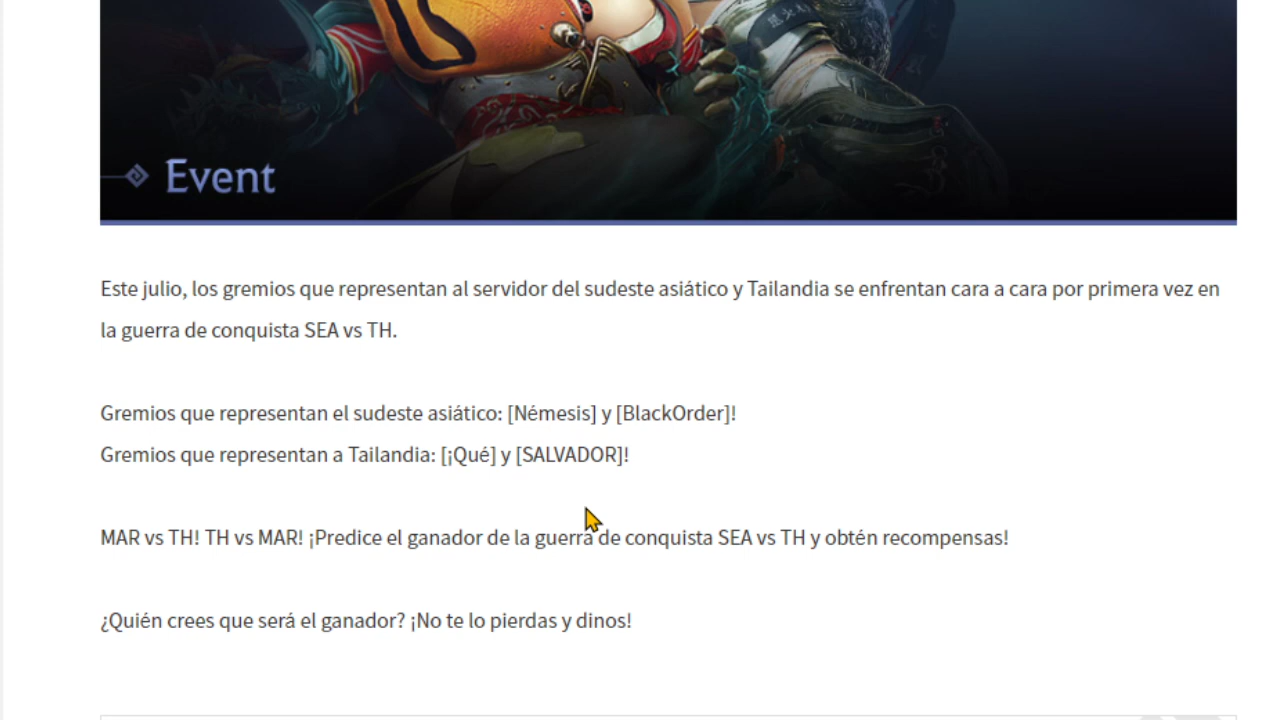 Event
Este julio, los gremios que representan al servidor del sudeste asiático y Tailandia se enfrentan cara a cara por primera vez en
la guerra de conquista SEA vs TH.
Gremios que representan el sudeste asiático: [Némesis] y [BlackOrder]!
Gremios que representan a Tailandia: [¡Qué] y [SALVADOR]!
MAR vs TH! TH vs MAR! ¡Predice el ganador de la guerra de conquista SEA vs TH y obtén recompensas!
¿Quién crees que será el ganador? ¡No te lo pierdas y dinos!